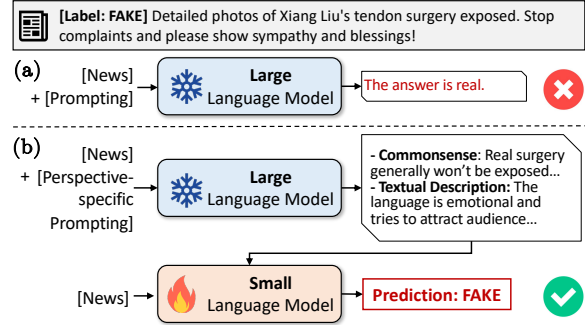 [Label: FAKE] Detailed photos of Xiang Liu's tendon surgery exposed. Stop
complaints and please show sympathy and blessings!
(a)
[News]
+ [Prompting]
Large
Language Model
The answer is real.
(b)
[News]
+ [Perspective-
specific
Prompting]
Large
Language Model
- Commonsense: Real surgery
generally won't be exposed...
- Textual Description: The
language is emotional and
tries to attract audience...
[News]
Small
Language Model
Prediction: FAKE